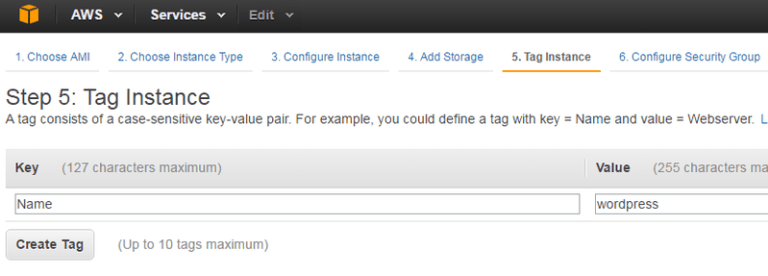 AWS Services Edit
1. Choose AMI 2. Choose Instance Type 3. Configure Instance 4. Add Storage 5. Tag Instance 6. Configure Security Group
Step 5: Tag Instance
A tag consists of a case-sensitive key-value pair. For example, you could define a tag with key = Name and value = Webserver. L
Key (127 characters maximum) Value (255 characters ma
Name wordpress
Create Tag (Up to 10 tags maximum)